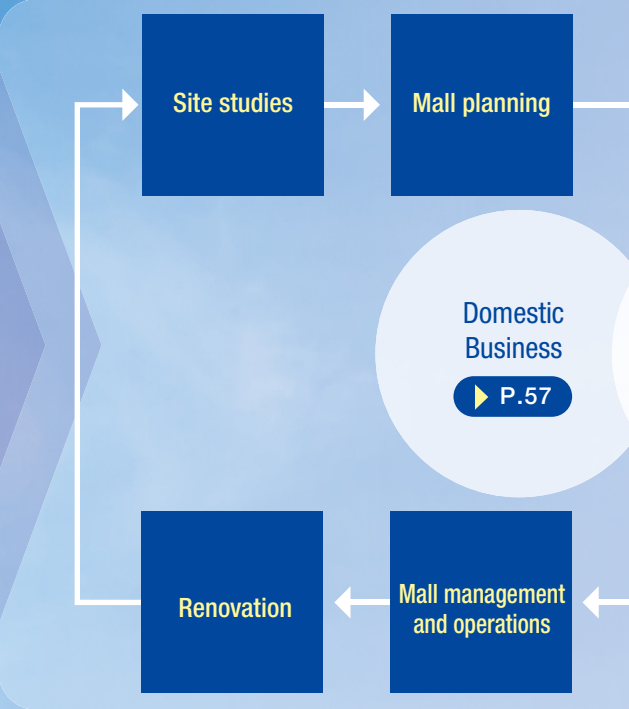 Site studies
Mall planning
Domestic
Business
P.57
Renovation
Mall management
and operations